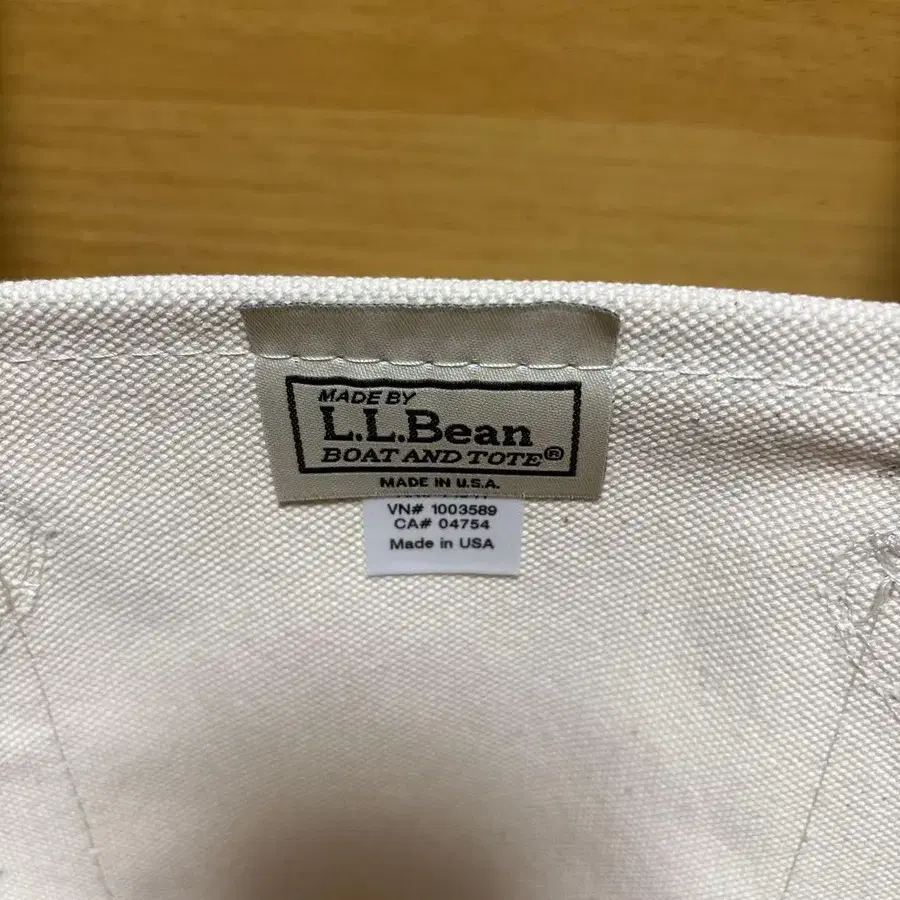 MADE BY
L.L.Bean
BOAT AND TOTE®
MADE IN U.S.A.
VN# 1003589
CA# 04754
Made in USA